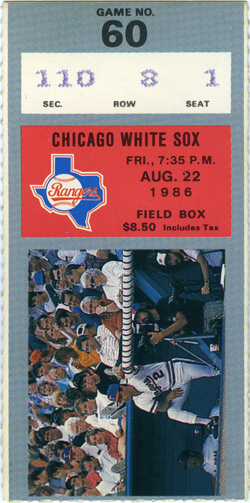 GAME NO.
60
110 8 1
SEC. ROW SEAT
CHICAGO WHITE SOX
Rangers
FRI., 7:35 P.M.
AUG. 22
1986
FIELD BOX
$8.50 Includes Tax
2